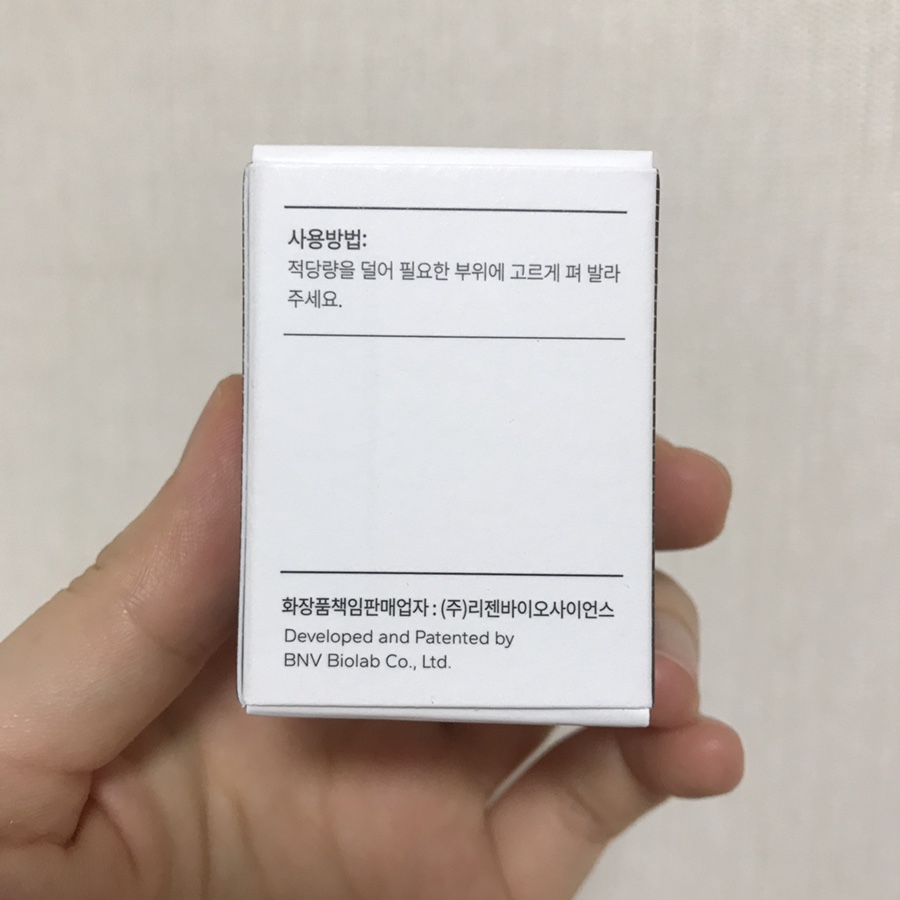 사용방법:
적당량을 덜어 필요한 부위에 고르게 펴 발라
주세요.
화장품책임판매업자 : (주)리젠바이오사이언스
Developed and Patented by
BNV Biolab Co., Ltd.